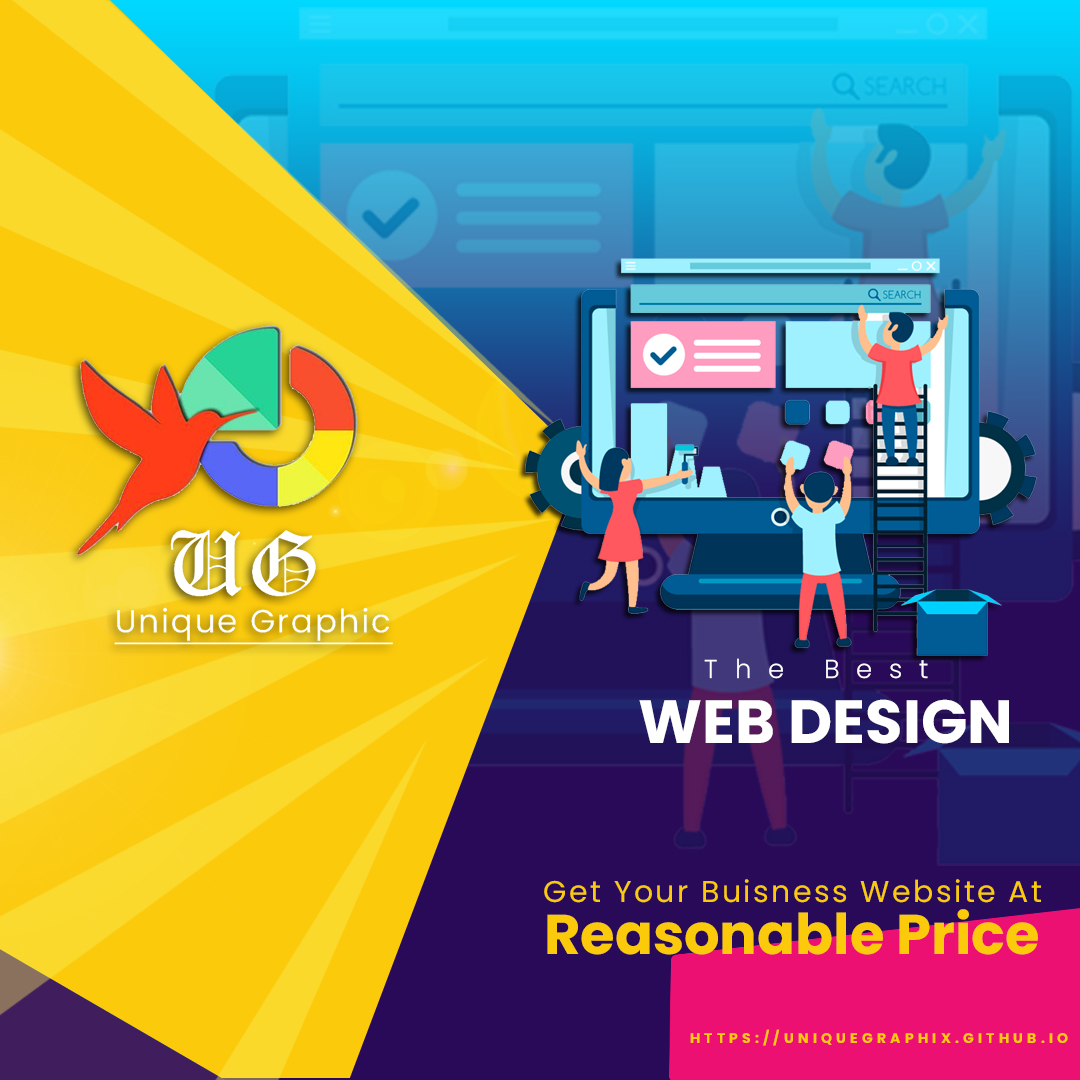 SEARCH
SEARCH
UG
Unique Graphic
The Best
WEB DESIGN
Get Your Buisness Website At
Reasonable Price
HTTPS://UNIQUEGRAPHIX.GITHUB.IO